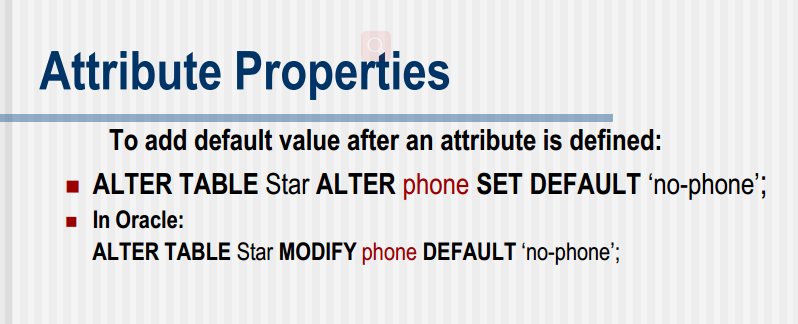 Attribute Properties
To add default value after an attribute is defined:
ALTER TABLE Star ALTER phone SET DEFAULT ‘no-phone’;
In Oracle:
ALTER TABLE Star MODIFY phone DEFAULT ‘no-phone’;